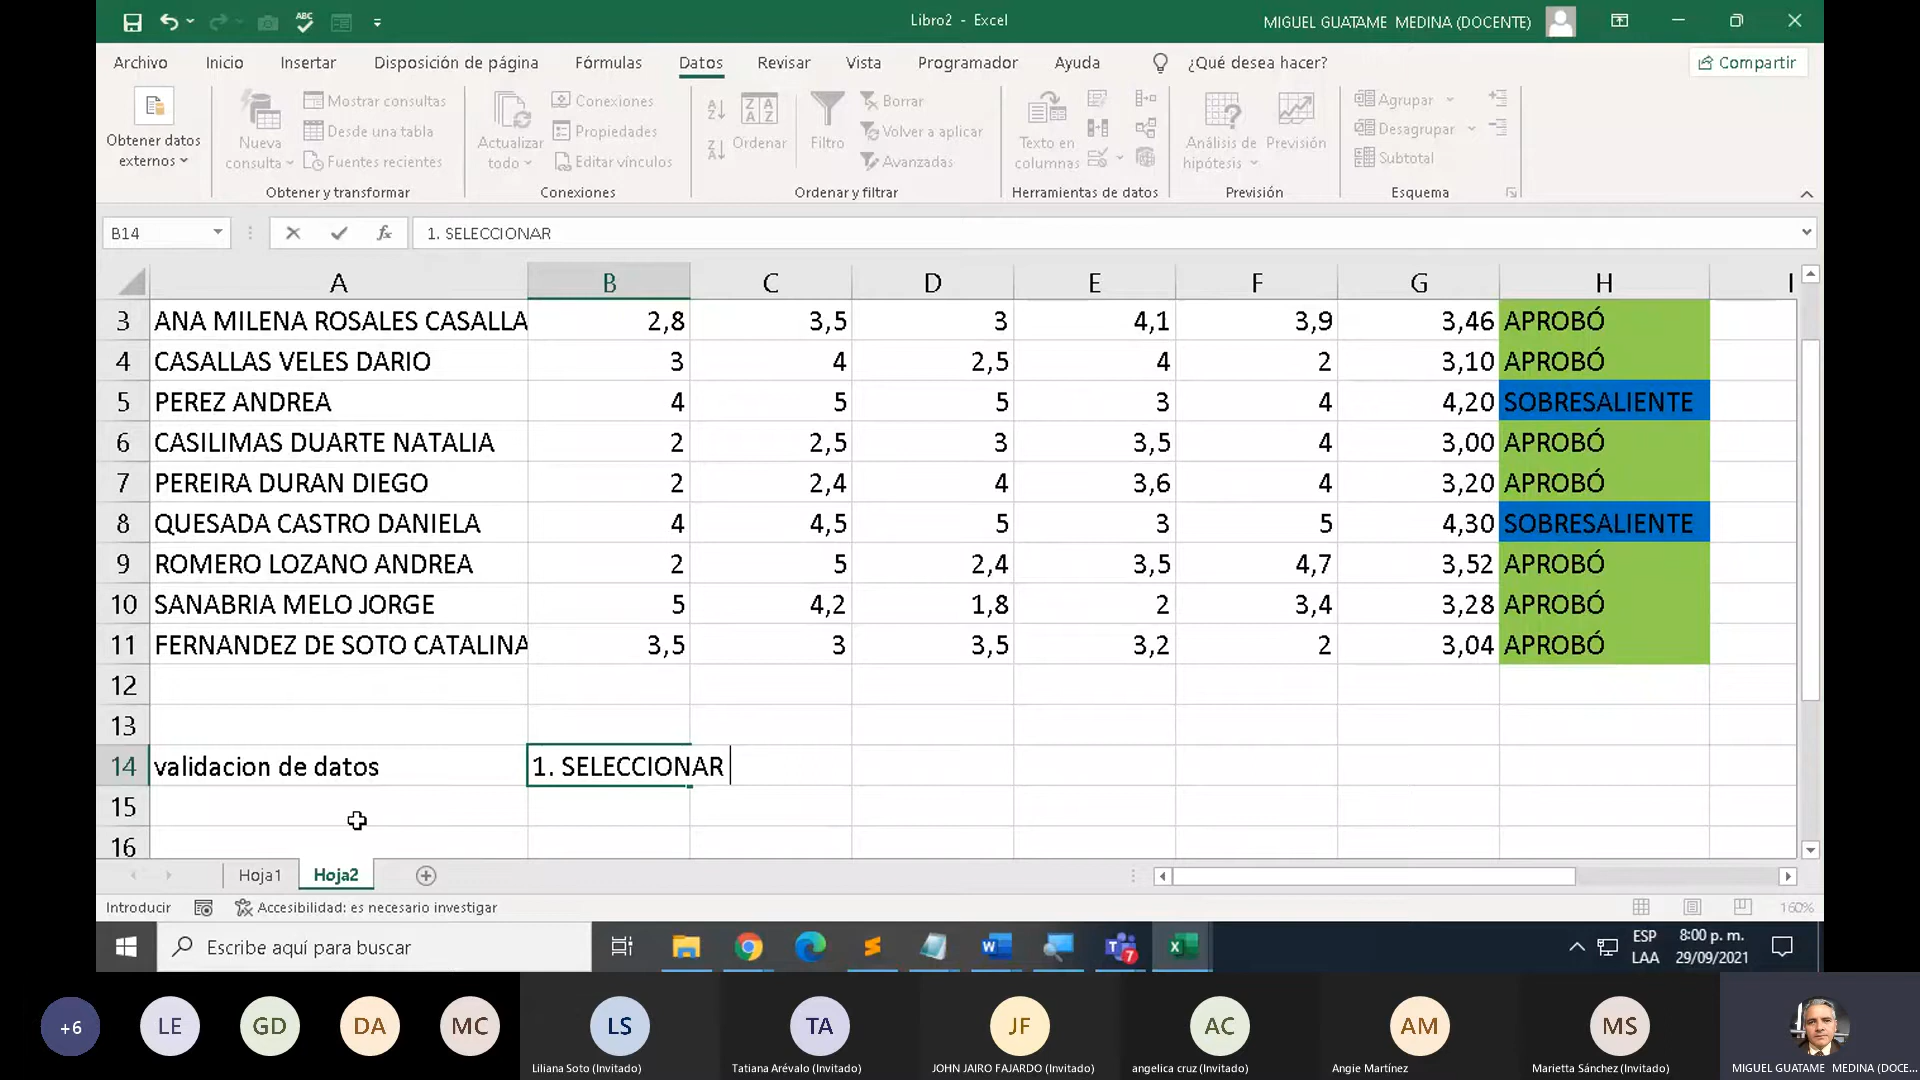 Libro2 - Excel
MIGUEL GUATAME MEDINA (DOCENTE)
Archivo Inicio Insertar Disposición de página Fórmulas Datos Revisar Vista Programador Ayuda ¿Qué desea hacer? Compartir
Obtener datos externos
Nueva consulta
Mostrar consultas
Desde una tabla
Fuentes recientes
Obtener y transformar
Actualizar todo
Conexiones
Propiedades
Editar vínculos
Conexiones
Ordenar
Filtro
Borrar
Volver a aplicar
Avanzadas
Ordenar y filtrar
Texto en columnas
Herramientas de datos
Análisis de hipótesis
Previsión
Previsión
Agrupar
Desagrupar
Subtotal
Esquema
B14 fx 1. SELECCIONAR
A B C D E F G H I
3 ANA MILENA ROSALES CASALLA 2,8 3,5 3 4,1 3,9 3,46 APROBÓ
4 CASALLAS VELES DARIO 3 4 2,5 4 2 3,10 APROBÓ
5 PEREZ ANDREA 4 5 5 3 4 4,20 SOBRESALIENTE
6 CASILIMAS DUARTE NATALIA 2 2,5 3 3,5 4 3,00 APROBÓ
7 PEREIRA DURAN DIEGO 2 2,4 4 3,6 4 3,20 APROBÓ
8 QUESADA CASTRO DANIELA 4 4,5 5 3 5 4,30 SOBRESALIENTE
9 ROMERO LOZANO ANDREA 2 5 2,4 3,5 4,7 3,52 APROBÓ
10 SANABRIA MELO JORGE 5 4,2 1,8 2 3,4 3,28 APROBÓ
11 FERNANDEZ DE SOTO CATALINA 3,5 3 3,5 3,2 2 3,04 APROBÓ
12
13
14 validacion de datos 1. SELECCIONAR
15
16
Hoja1 Hoja2
Introducir Accesibilidad: es necesario investigar 160%
Escribe aquí para buscar
7
ESP
LAA
8:00 p. m.
29/09/2021
+6 LE GD DA MC LS TA JF AC AM MS
Liliana Soto (Invitado) Tatiana Arévalo (Invitado) JOHN JAIRO FAJARDO (Invitado) angelica cruz (Invitado) Angie Martínez Marietta Sánchez (Invitado) MIGUEL GUATAME MEDINA (DOCE...